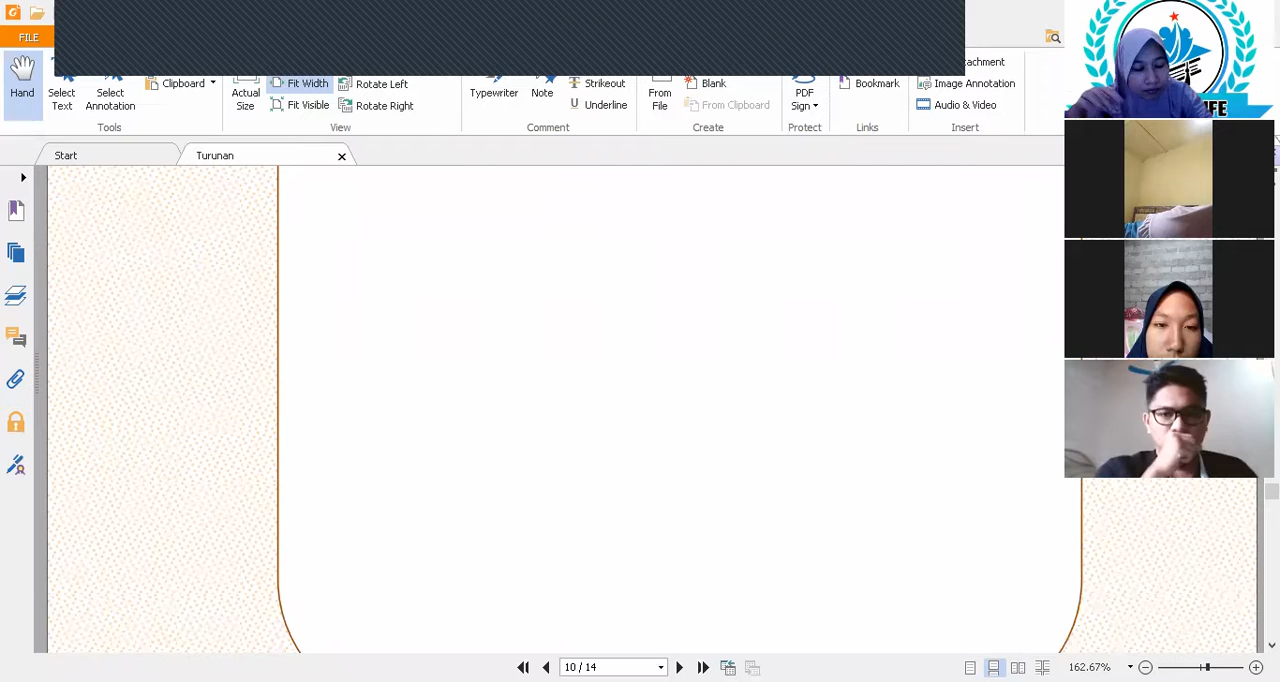 FILE
Hand
Select Text
Select Annotation
Clipboard
Actual Size
Fit Width
Fit Visible
Rotate Left
Rotate Right
Typewriter
Note
Strikeout
Underline
From File
Blank
From Clipboard
PDF Sign
Bookmark
Image Annotation
Audio & Video
Tools
View
Comment
Create
Protect
Links
Insert
Start
Turunan
10 / 14
162.67%